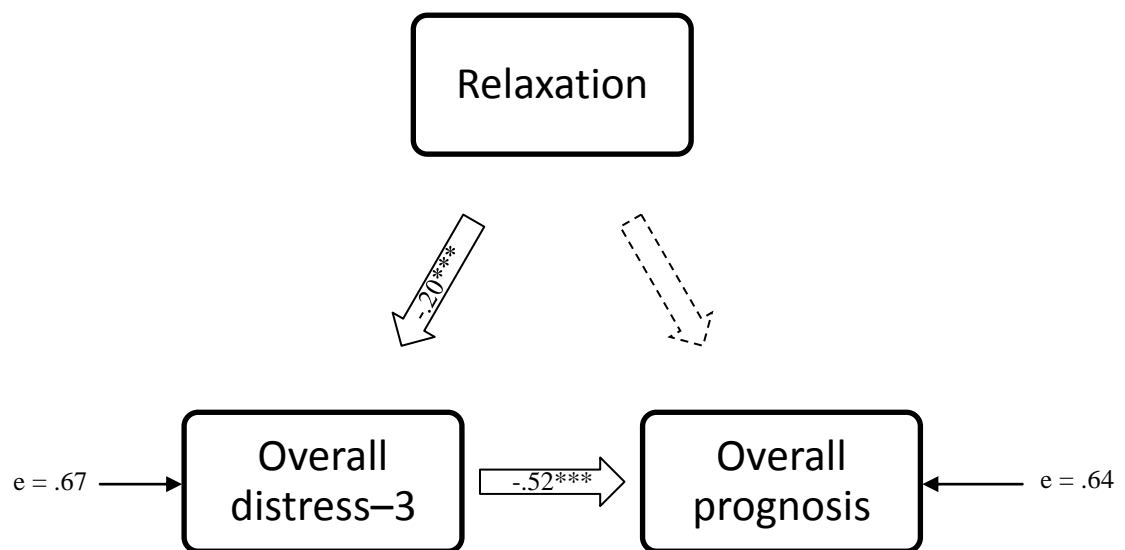 Relaxation
-.20***
Overall
distress–3
-.52***
Overall
prognosis
e = .67
e = .64